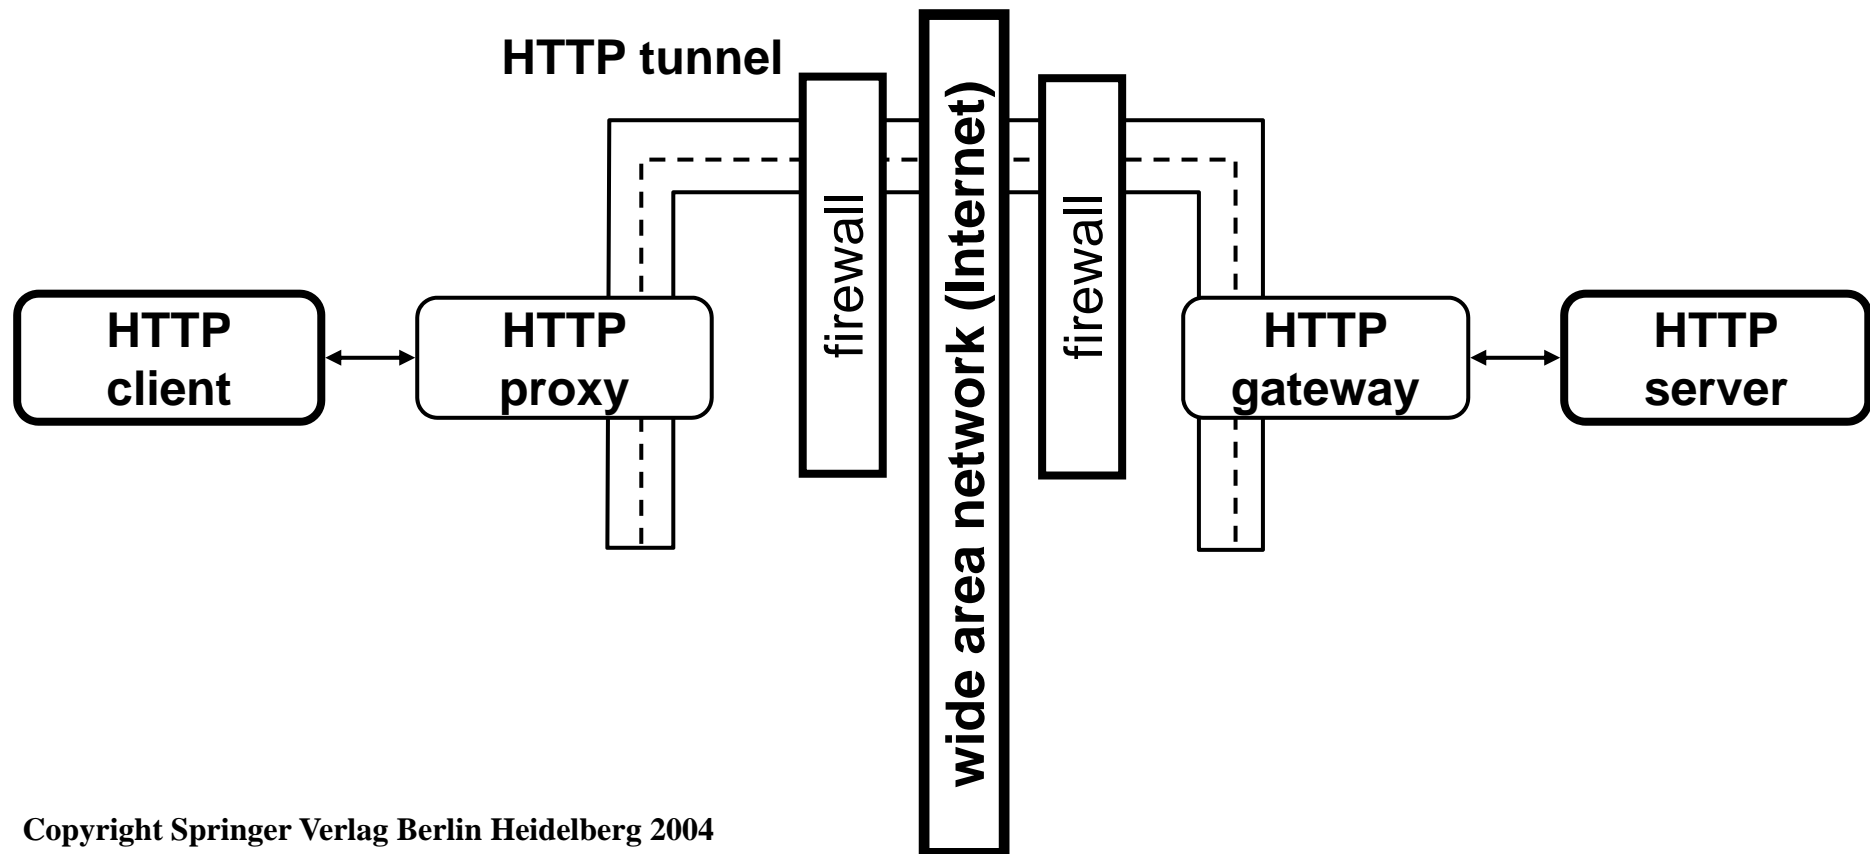 HTTP tunnel
HTTP
client
HTTP
proxy
firewall
wide area network (Internet)
firewall
HTTP
gateway
HTTP
server
Copyright Springer Verlag Berlin Heidelberg 2004